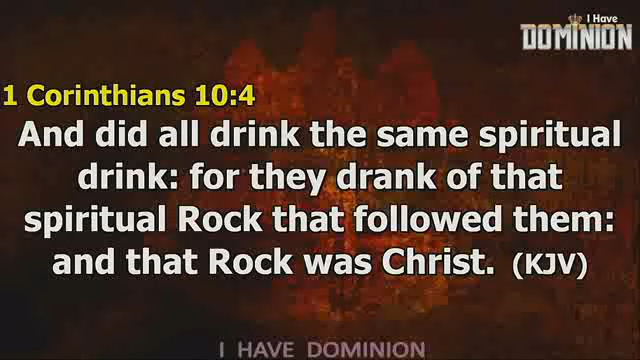 I Have
DOMINION
1 Corinthians 10:4
And did all drink the same spiritual
drink: for they drank of that
spiritual Rock that followed them:
and that Rock was Christ. (KJV)
I HAVE DOMINION